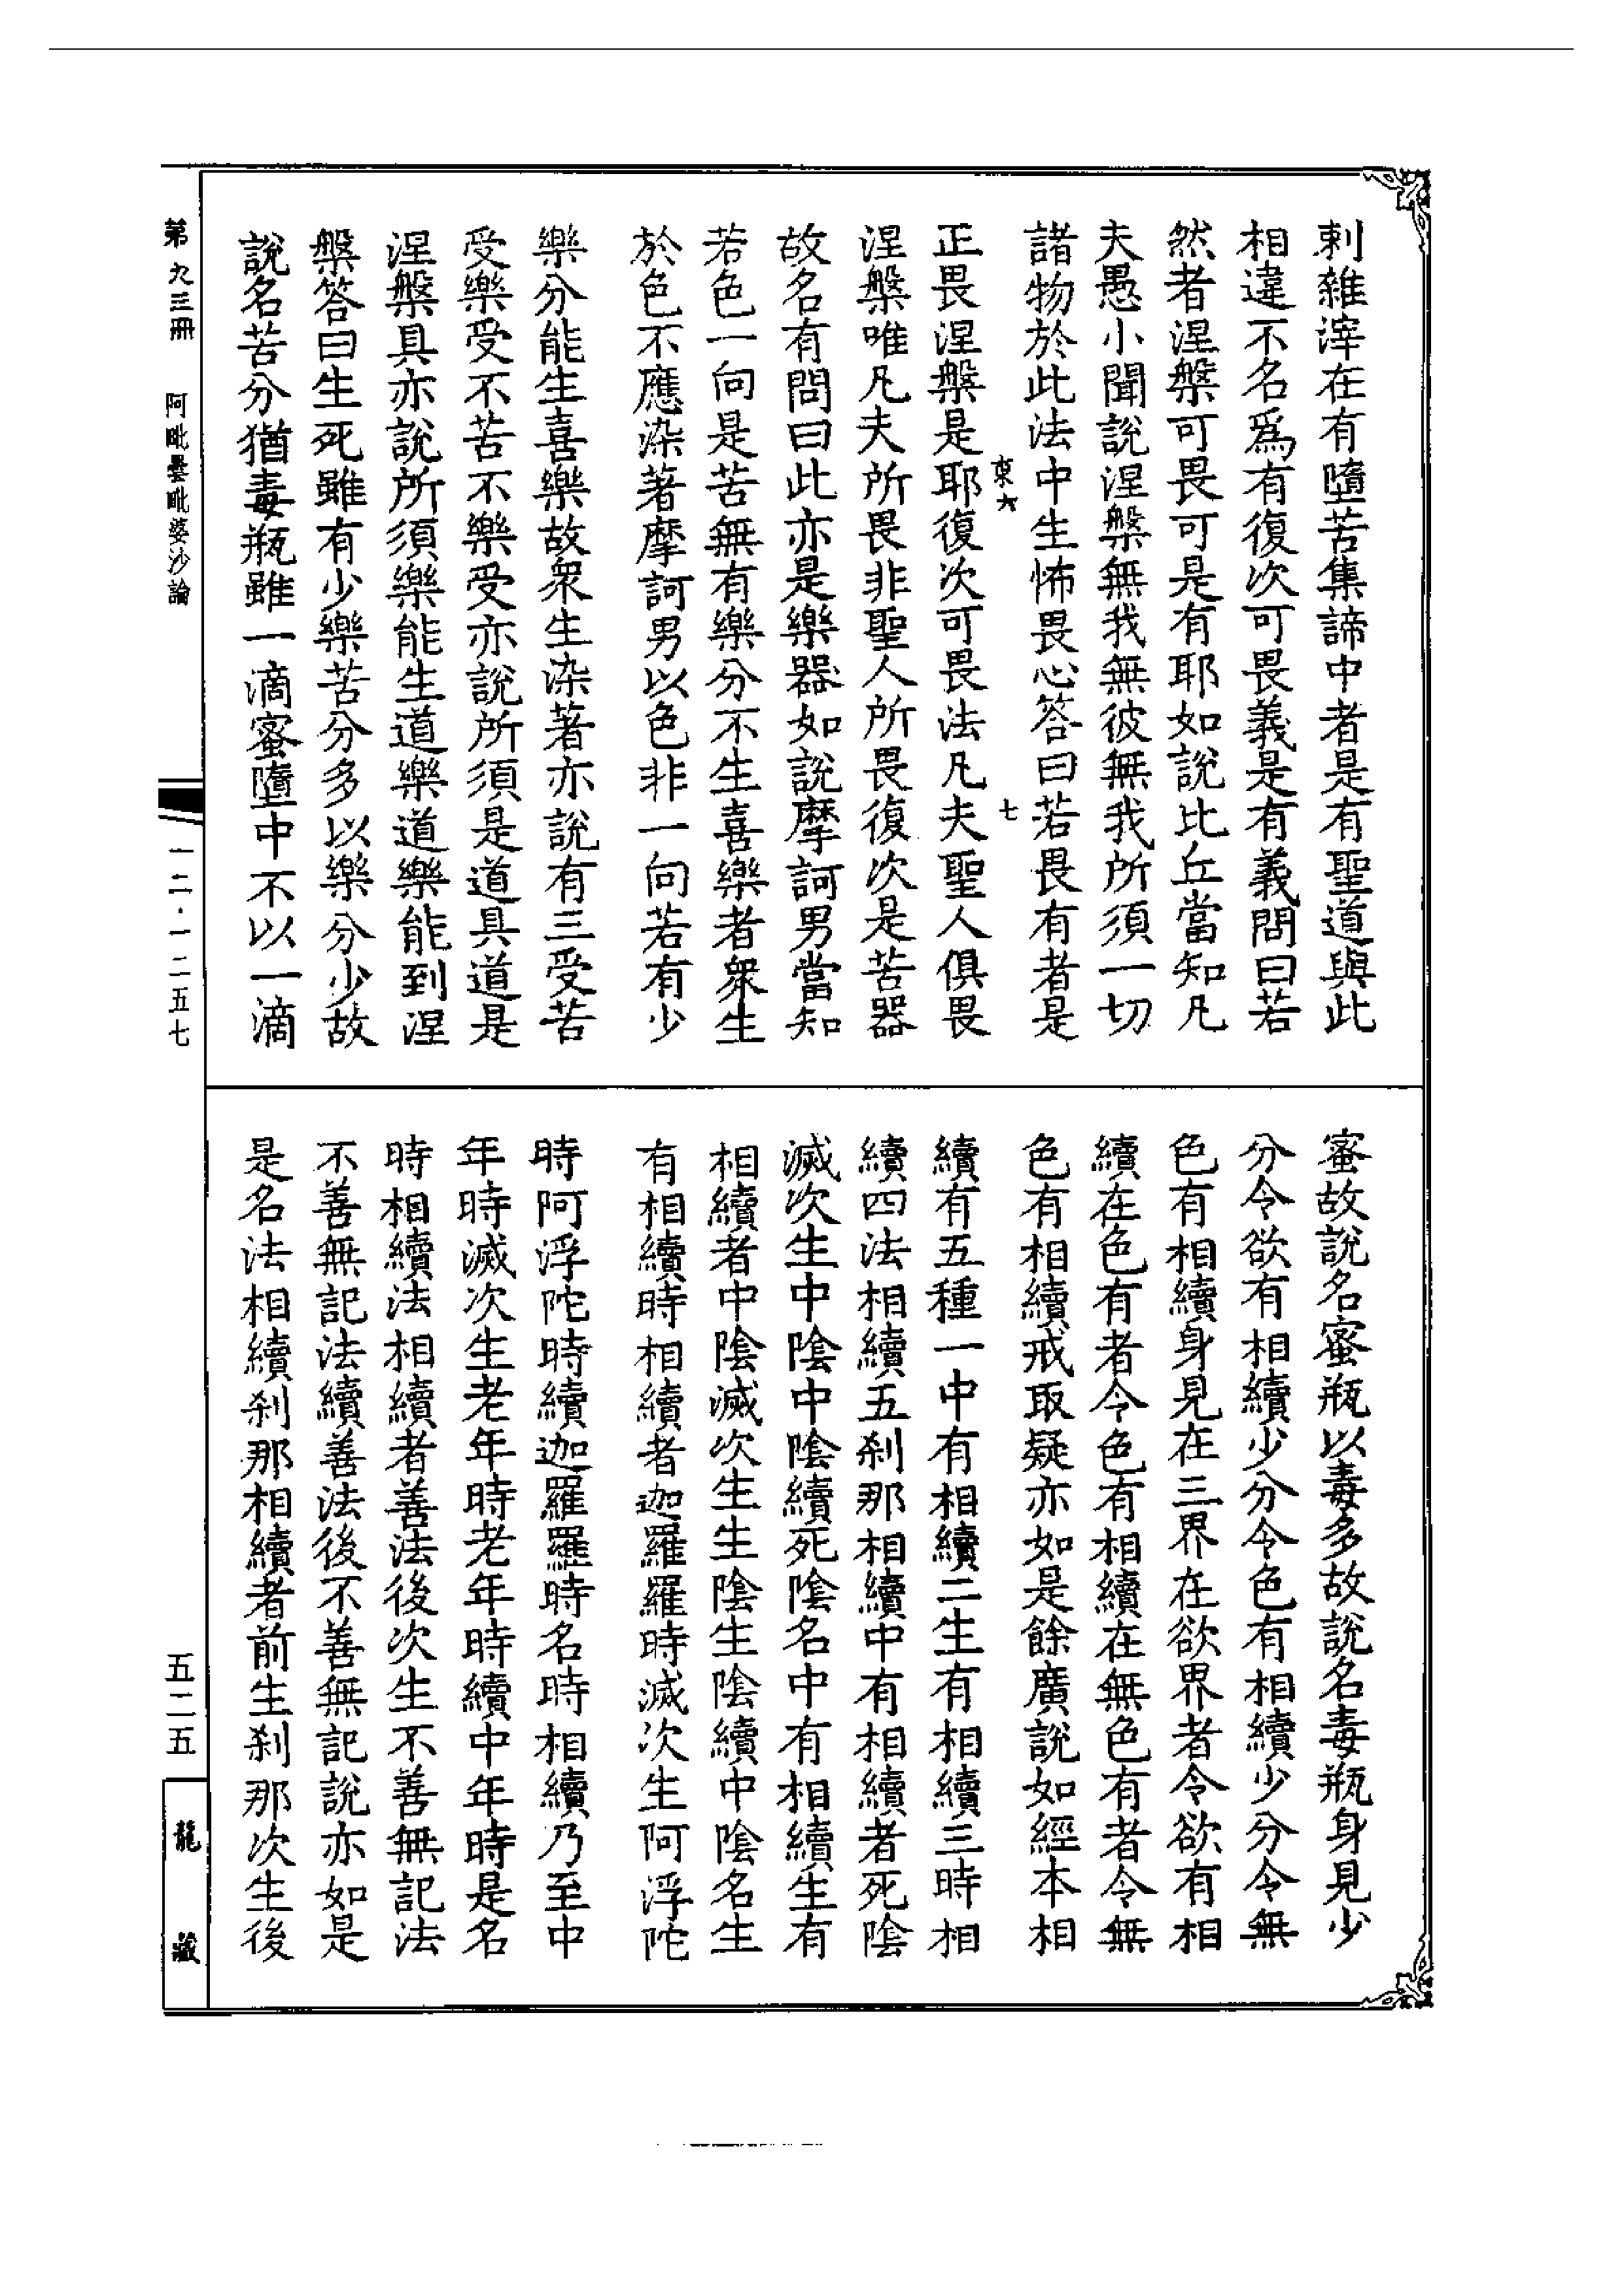 剌雜滓在有墮苦集諦中者是有聖道與此
相違不名爲有復次可畏義是有義問曰若
然者涅槃可畏可是有耶如說比丘當知凡
夫愚小聞說涅槃無我無彼無我所須一切
諸物於此法中生怖畏心答曰若畏有者是
東六
七
正畏涅槃是耶復次可畏法凡夫聖人俱畏
涅槃唯凡夫所畏非聖人所畏復次是苦器
故名有問曰此亦是樂器如說摩訶男當知
若色一向是苦無有樂分不生喜樂者衆生
於色不應染著摩訶男以色非一向若有少
樂分能生喜樂故衆生染著亦說有三受苦
受樂受不苦不樂受亦說所須是道具道是
涅槃具亦說所須樂能生道樂道樂能到涅
槃答曰生死雖有少樂苦分多以樂分少故
說名苦分猶毒瓶雖一滴蜜墮中不以一滴
蜜故說名蜜瓶以毒多故說名毒瓶身見少
分令欲有相續少分令色有相續少分令無
色有相續身見在三界在欲界者令欲有相
續在色有者令色有相續在無色有者令無
色有相續戒取疑亦如是餘廣說如經本相
續有五種一中有相續二生有相續三時相
續四法相續五刹那相續中有相續者死陰
滅次生中陰中陰續死陰名中有相續生有
相續者中陰滅次生生陰生陰續中陰名生
有相續時相續者迦羅羅時滅次生阿浮陀
時阿浮陀時續迦羅羅時名時相續乃至中
年時滅次生老年時老年時續中年時是名
時相續法相續者善法後次生不善無記法
不善無記法續善法後不善無記說亦如是
是名法相續刹那相續者前生刹那次生後
第九三冊
阿毗曇毗婆沙論
一二·一二五七
五二五
龍藏